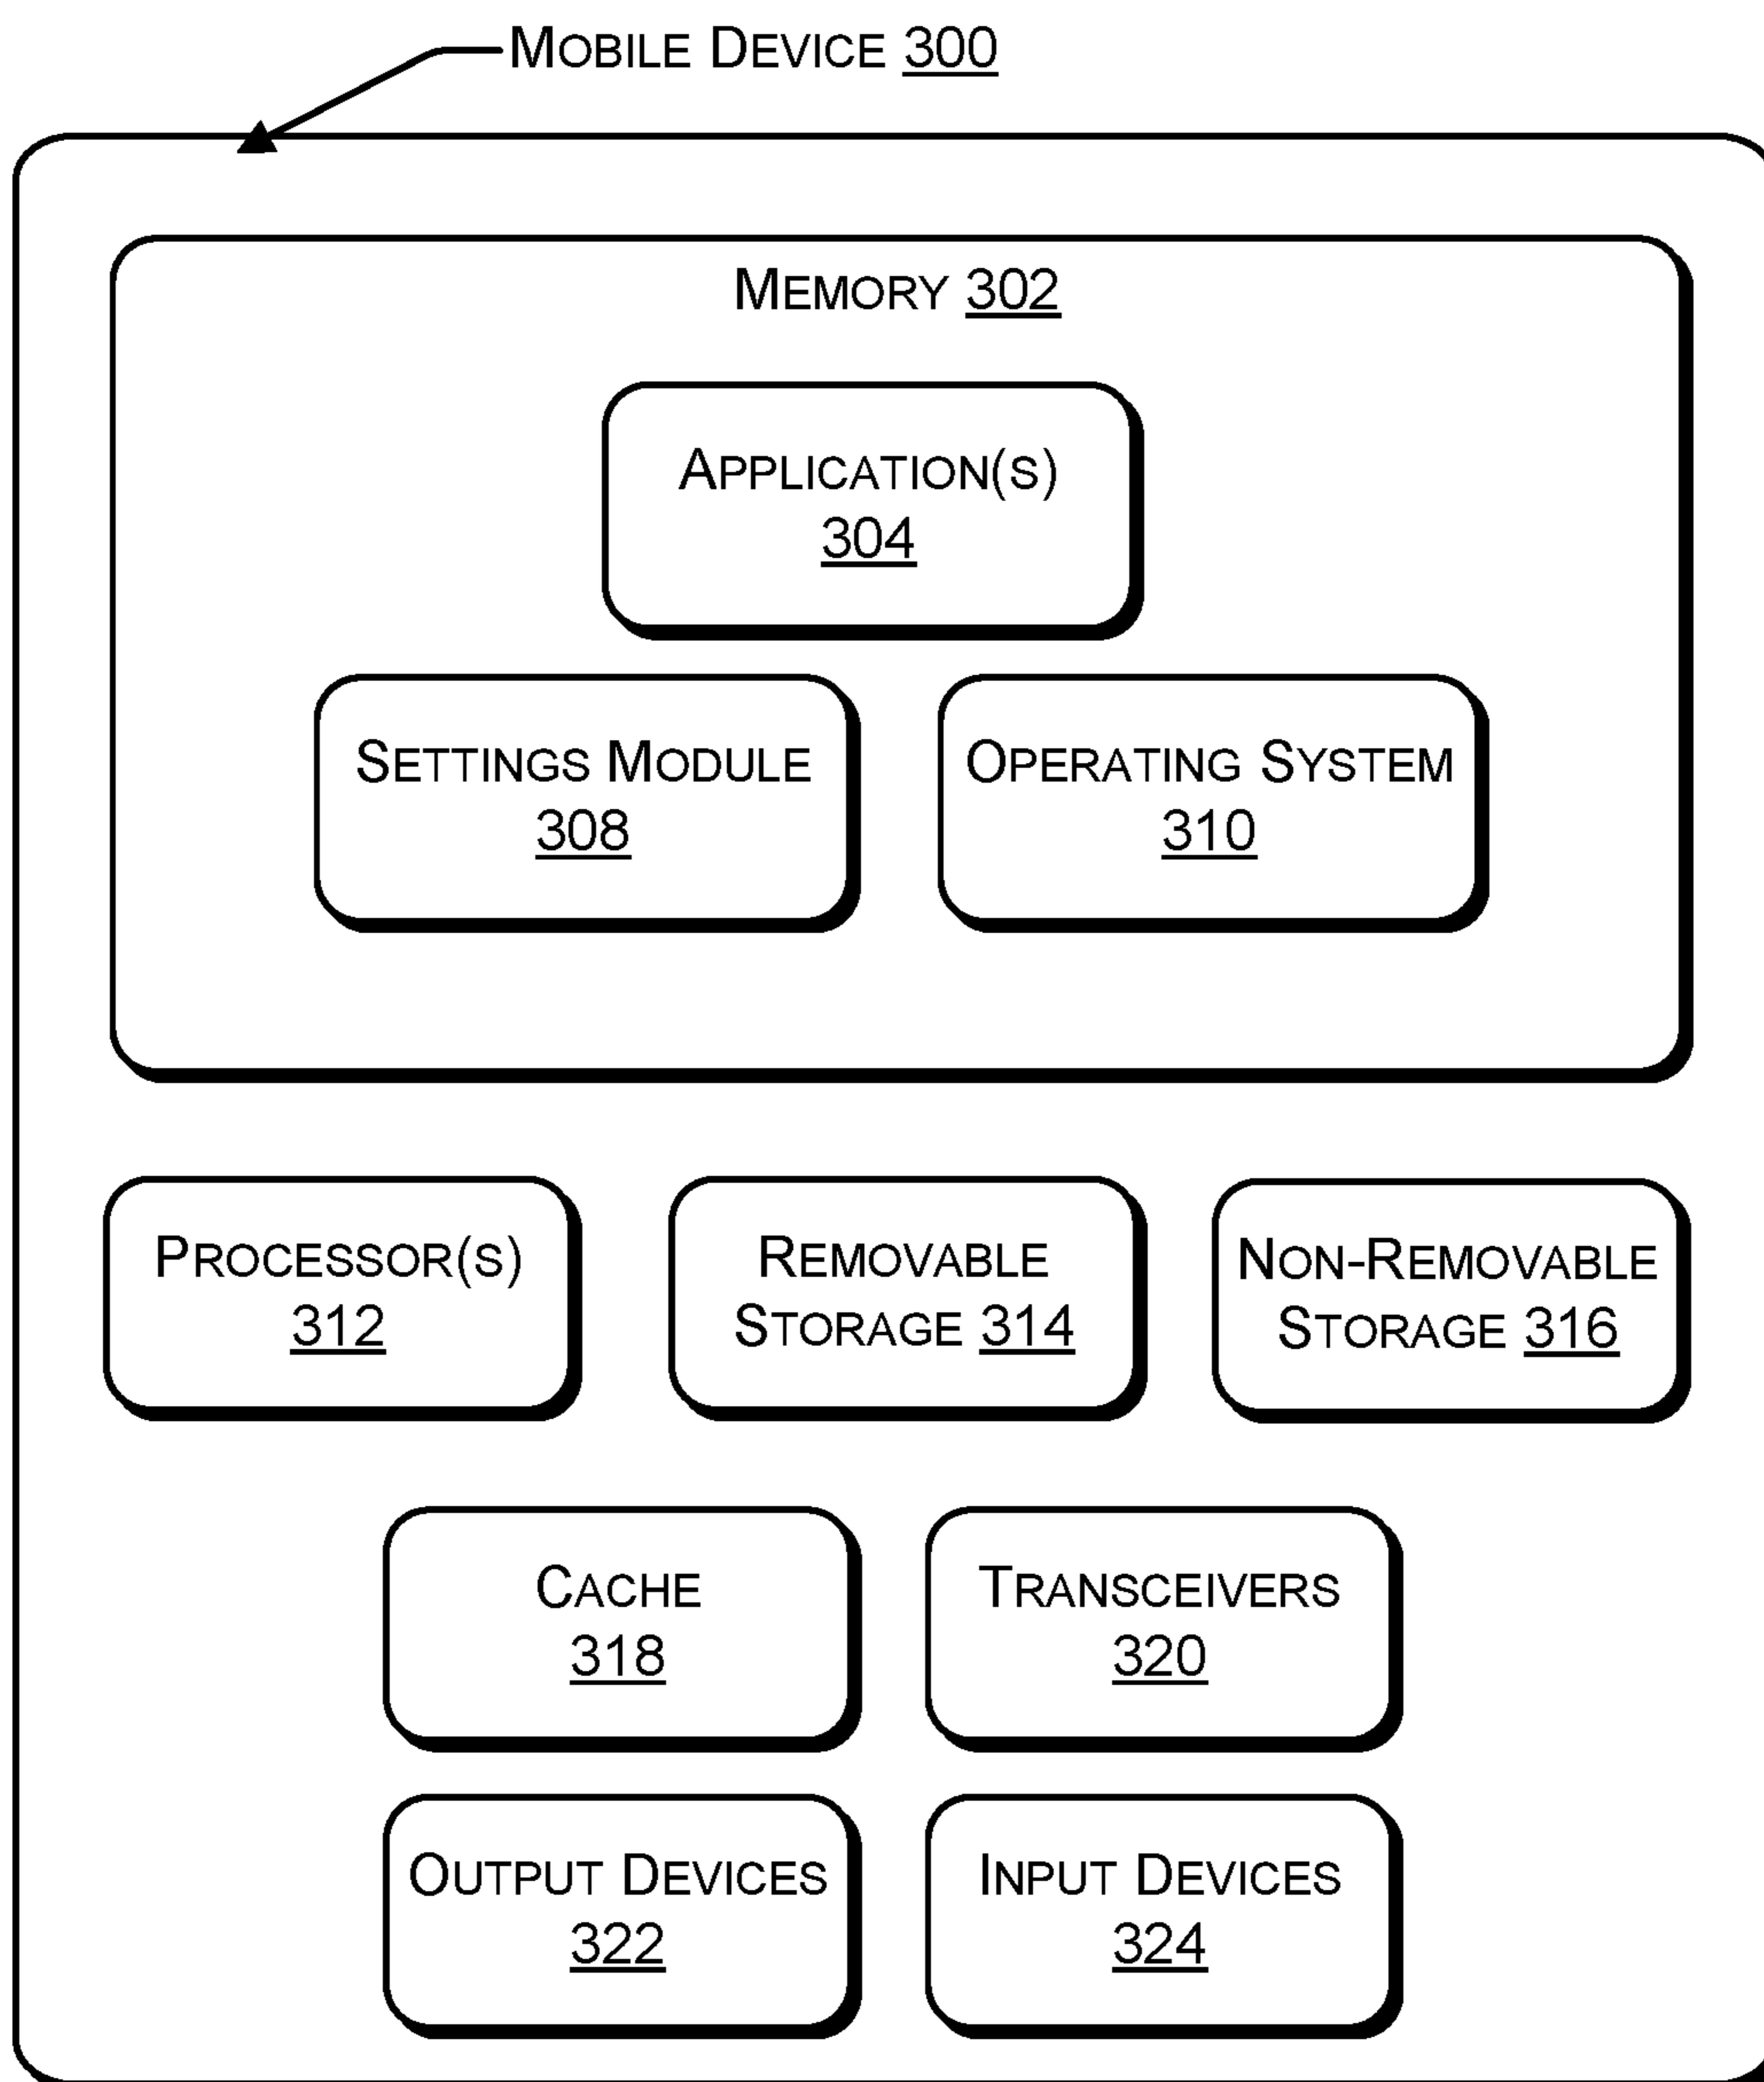 MOBILE DEVICE 300
MEMORY 302
APPLICATION(S)
304
SETTINGS MODULE
308
OPERATING SYSTEM
310
PROCESSOR(S)
312
REMOVABLE
STORAGE 314
NON-REMOVABLE
STORAGE 316
CACHE
318
TRANSCEIVERS
320
OUTPUT DEVICES
322
INPUT DEVICES
324